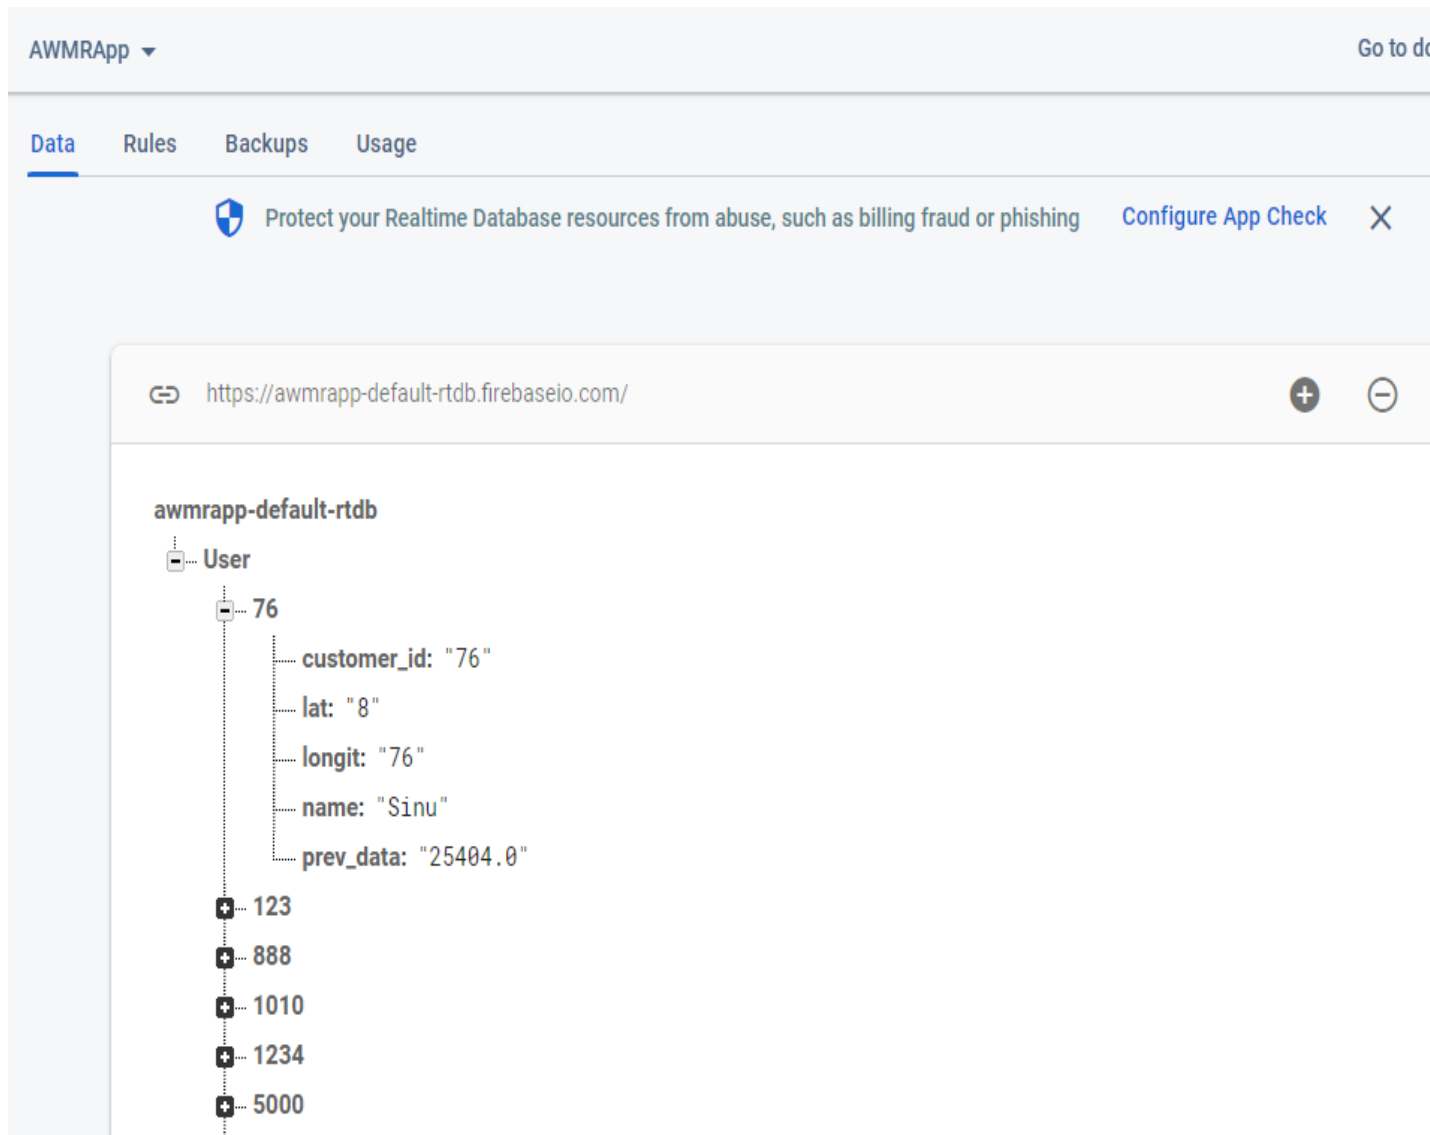 AWMRApp
Go to do
Data Rules Backups Usage
Protect your Realtime Database resources from abuse, such as billing fraud or phishing Configure App Check
https://awmrapp-default-rtdb.firebaseio.com/
awmrapp-default-rtdb
User
76
customer_id: "76"
lat: "8"
longit: "76"
name: "Sinu"
prev_data: "25404.0"
123
888
1010
1234
5000